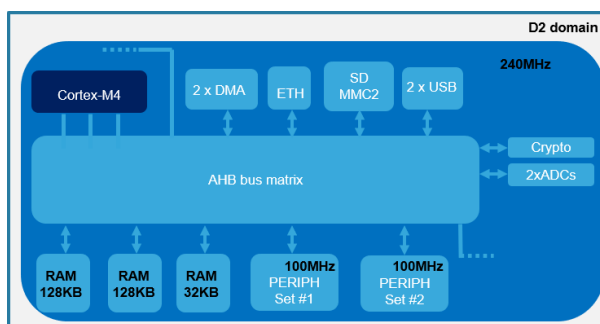 D2 domain
240MHz
Cortex-M4
2 x DMA
ETH
SD
MMC2
2 x USB
AHB bus matrix
Crypto
2xADCs
RAM
128KB
RAM
128KB
RAM
32KB
100MHz
PERIPH
Set #1
100MHz
PERIPH
Set #2